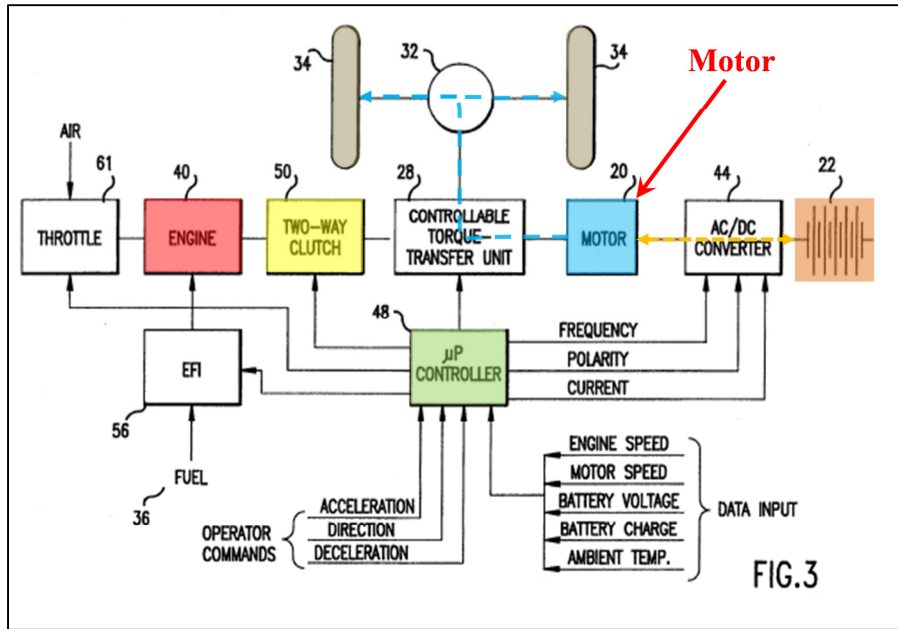 34
32
34
Motor
AIR
61
40
50
28
20
44
22
THROTTLE
ENGINE
TWO-WAY
CLUTCH
CONTROLLABLE
TORQUE-
TRANSFER UNIT
MOTOR
AC/DC
CONVERTER
48
μP
CONTROLLER
FREQUENCY
POLARITY
CURRENT
EFI
56
FUEL
36
ENGINE SPEED
MOTOR SPEED
BATTERY VOLTAGE
BATTERY CHARGE
AMBIENT TEMP.
DATA INPUT
OPERATOR
COMMANDS
ACCELERATION
DIRECTION
DECELERATION
FIG.3